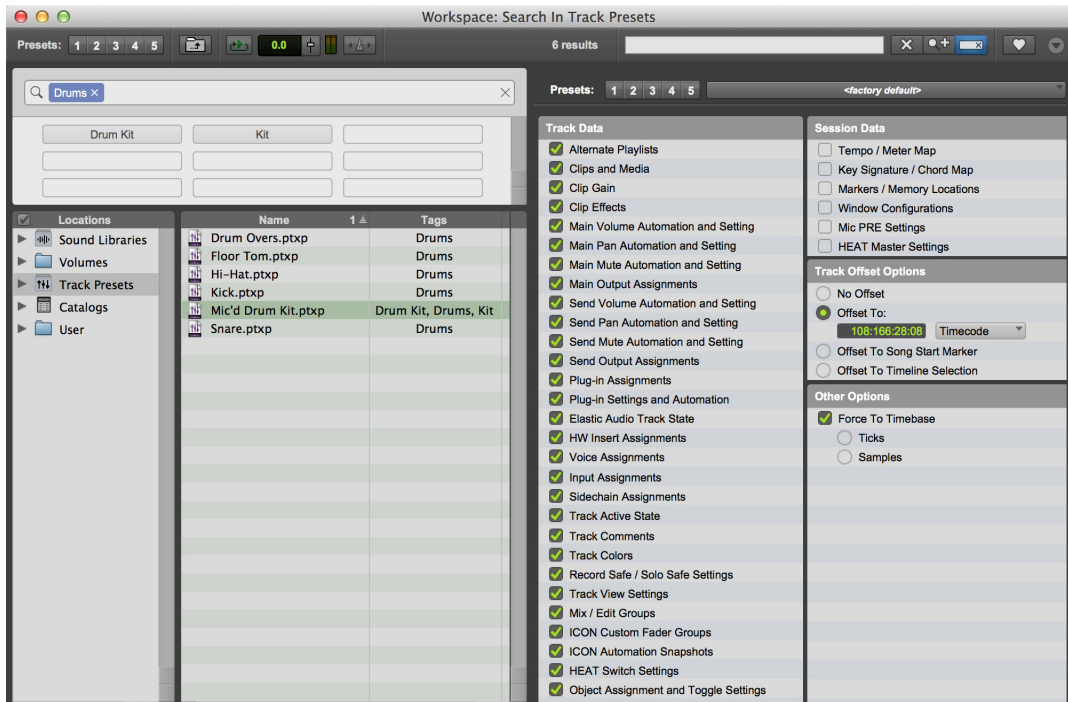 Workspace: Search In Track Presets
Presets: 1 2 3 4 5
0.0
6 results
Drums ×
Presets: 1 2 3 4 5
<factory default>
Drum Kit
Kit
Locations
Sound Libraries
Volumes
Track Presets
Catalogs
User
Name 1 Tags
Drum Overs.ptxp Drums
Floor Tom.ptxp Drums
Hi-Hat.ptxp Drums
Kick.ptxp Drums
Mic'd Drum Kit.ptxp Drum Kit, Drums, Kit
Snare.ptxp Drums
Track Data
Alternate Playlists
Clips and Media
Clip Gain
Clip Effects
Main Volume Automation and Setting
Main Pan Automation and Setting
Main Mute Automation and Setting
Main Output Assignments
Send Volume Automation and Setting
Send Pan Automation and Setting
Send Mute Automation and Setting
Send Output Assignments
Plug-in Assignments
Plug-in Settings and Automation
Elastic Audio Track State
HW Insert Assignments
Voice Assignments
Input Assignments
Sidechain Assignments
Track Active State
Track Comments
Track Colors
Record Safe / Solo Safe Settings
Track View Settings
Mix / Edit Groups
ICON Custom Fader Groups
ICON Automation Snapshots
HEAT Switch Settings
Object Assignment and Toggle Settings
Session Data
Tempo / Meter Map
Key Signature / Chord Map
Markers / Memory Locations
Window Configurations
Mic PRE Settings
HEAT Master Settings
Track Offset Options
No Offset
Offset To:
108:166:28:08 Timecode
Offset To Song Start Marker
Offset To Timeline Selection
Other Options
Force To Timebase
Ticks
Samples